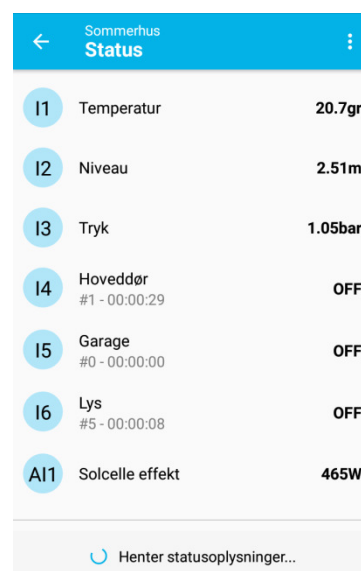 Sommerhus
Status
I1 Temperatur 20.7gr
I2 Niveau 2.51m
I3 Tryk 1.05bar
I4 Hoveddør OFF
#1 - 00:00:29
I5 Garage OFF
#0 - 00:00:00
I6 Lys OFF
#5 - 00:00:08
AI1 Solcelle effekt 465W
Henter statusoplysninger...